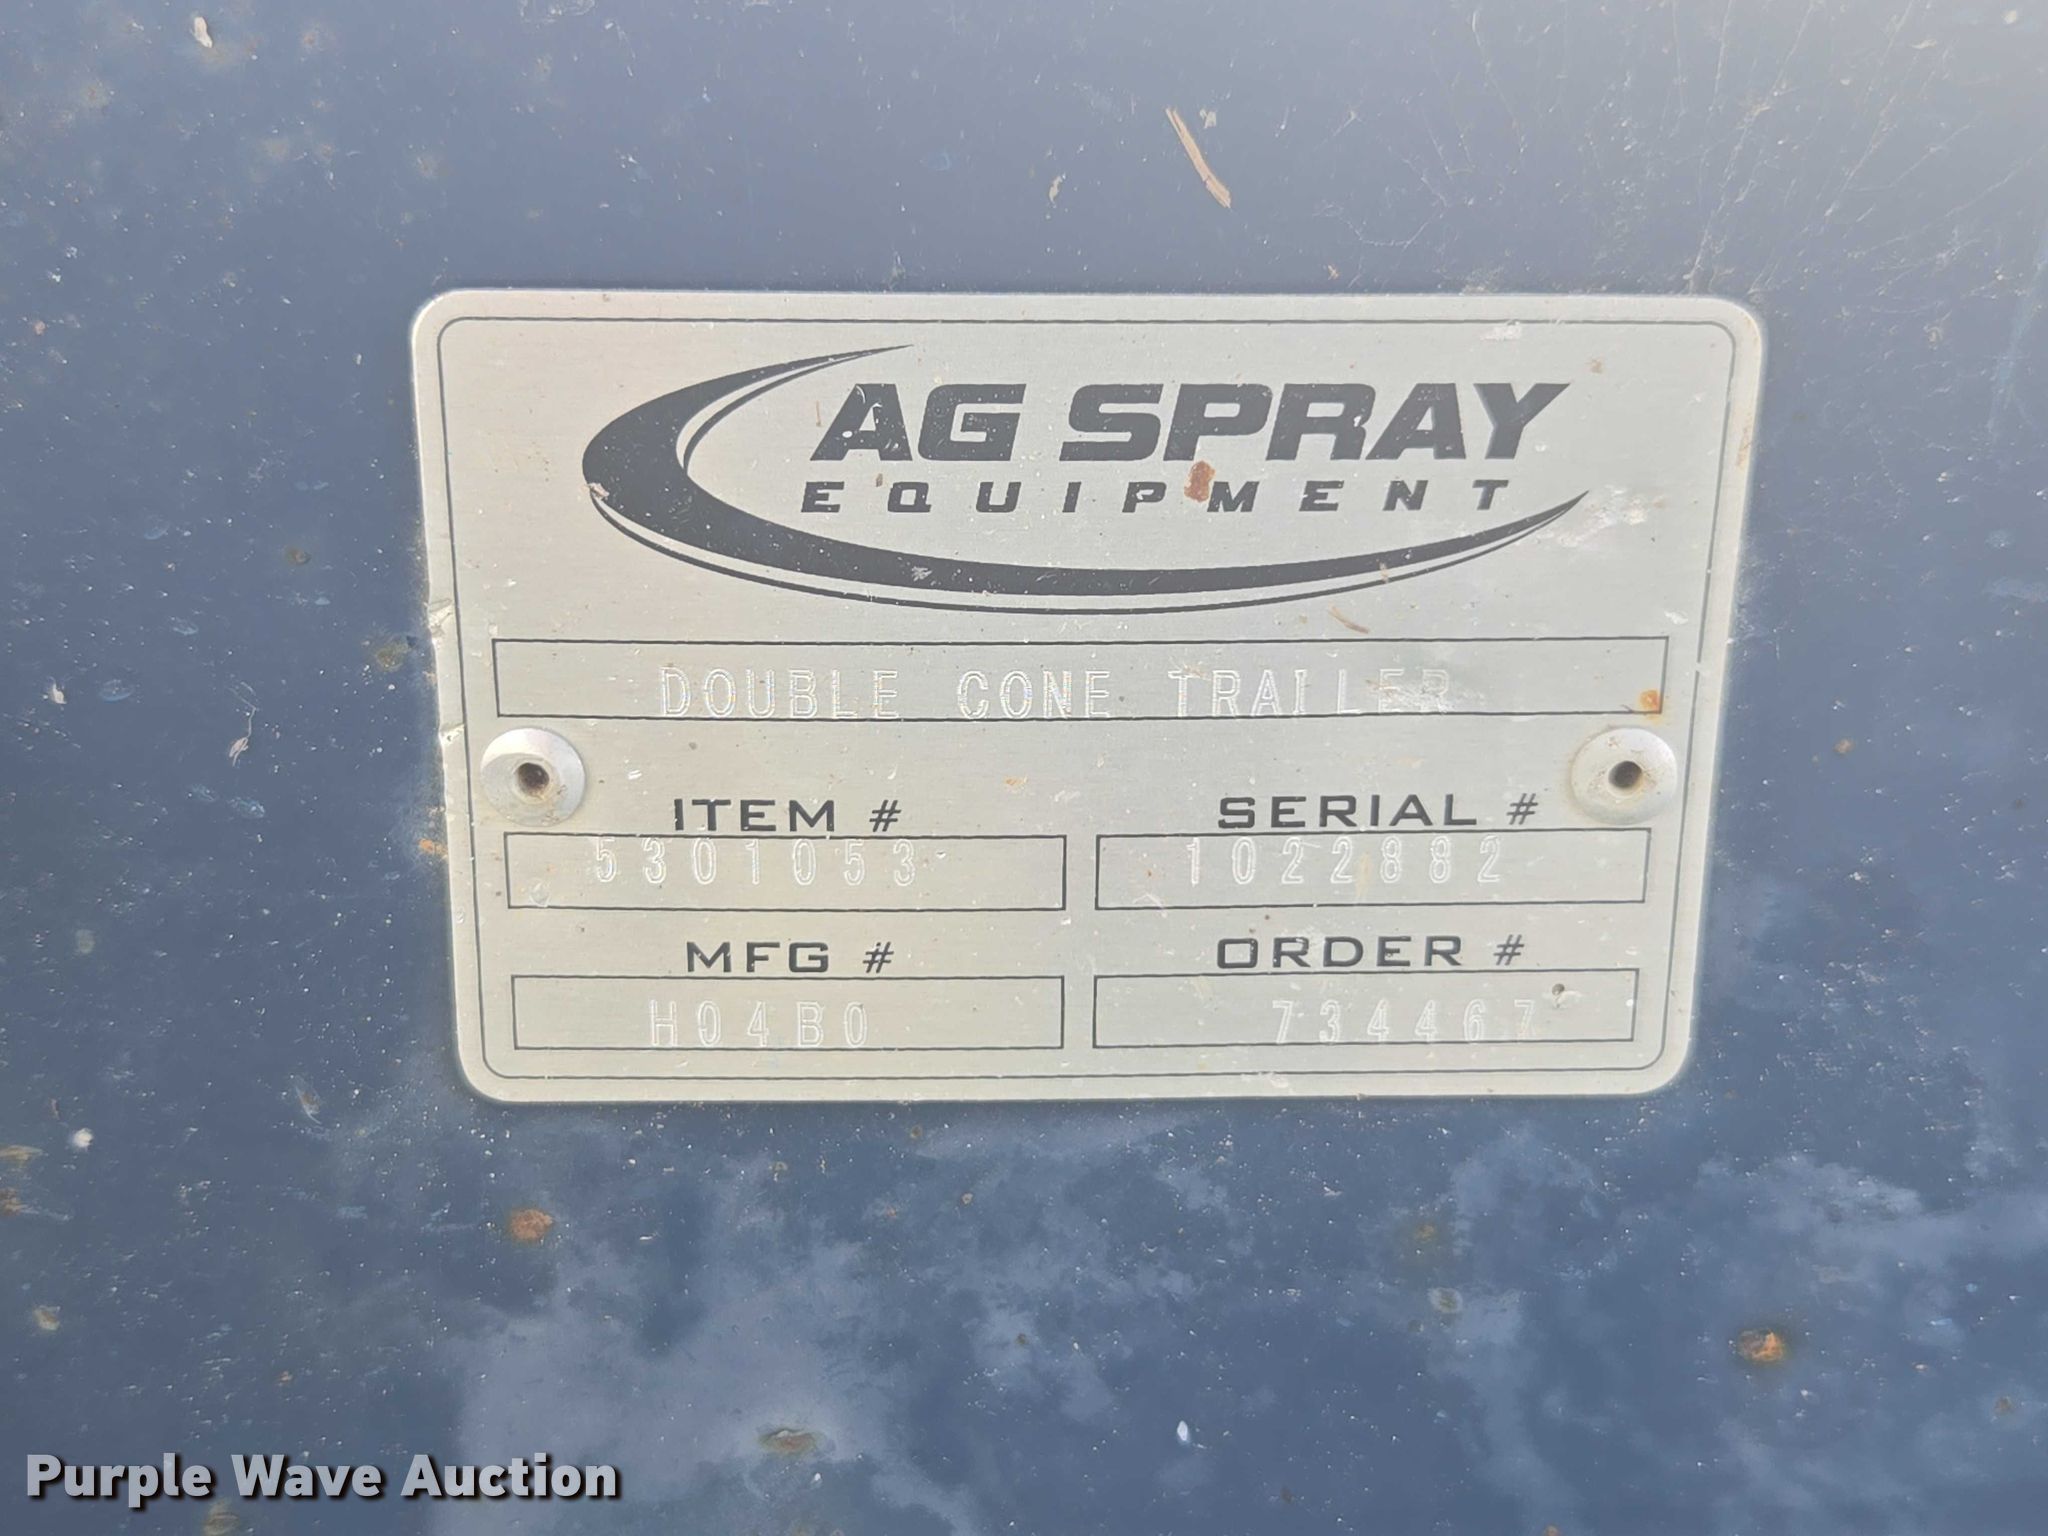 AG SPRAY
EQUIPMENT
DOUBLE CONE TRAILER
ITEM # SERIAL #
5301053 1022882
MFG # ORDER #
H04B0 734467
Purple Wave Auction